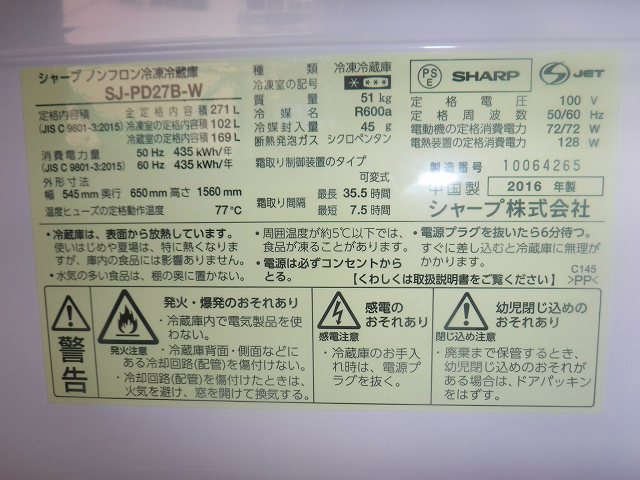 シャープ ノンフロン冷凍冷蔵庫
SJ-PD27B-W
定格内容積 全定格内容積 271 L
(JIS C 9801-3:2015) 冷凍室の定格内容積 102 L
冷蔵室の定格内容積 169 L
消費電力量 50 Hz 435 kWh/年
(JIS C 9801-3:2015) 60 Hz 435 kWh/年
外形寸法
幅 545 mm 奥行 650 mm 高さ 1560 mm
温度ヒューズの定格動作温度 77℃
種類 冷凍冷蔵庫
冷凍室の記号 * ***
質量 51 kg
冷媒 R600a
冷媒封入量 45 g
断熱発泡ガス シクロペンタン
霜取り制御装置のタイプ
可変式
霜取り間隔 最長 35.5 時間
最短 7.5 時間
PS
E
SHARP
JET
定格電圧 100 V
定格周波数 50/60 Hz
電動機の定格消費電力 72/72 W
電熱装置の定格消費電力 128 W
製造番号 10064265
中国製 2016 年製
シャープ株式会社
・冷蔵庫は、表面から放熱しています。
使いはじめや夏場は、特に熱くなりま
すが、庫内の食品には影響ありません。
・水気の多い食品は、棚の奥に置かない。
・周囲温度が約5℃以下では、
食品が凍ることがあります。
・電源は必ずコンセントから
とる。
・電源プラグを抜いたら6分待つ。
すぐに差し込むと冷蔵庫に無理が
かかります。
【くわしくは取扱説明書をご覧ください】
C145
>PP<
警告
発火・爆発のおそれあり
・冷蔵庫内で電気製品を使
わない。
発火注意
・冷蔵庫背面・側面などに
ある冷却回路(配管)を傷付けない。
・冷却回路(配管)を傷付けたときは、
火気を避け、窓を開けて換気する。
感電の
おそれあり
感電注意
・冷蔵庫のお手入
れ時は、電源プ
ラグを抜く。
幼児閉じ込めの
おそれあり
閉じ込め注意
・廃棄まで保管するとき、
幼児閉じ込めのおそれが
ある場合は、ドアパッキン
をはずす。